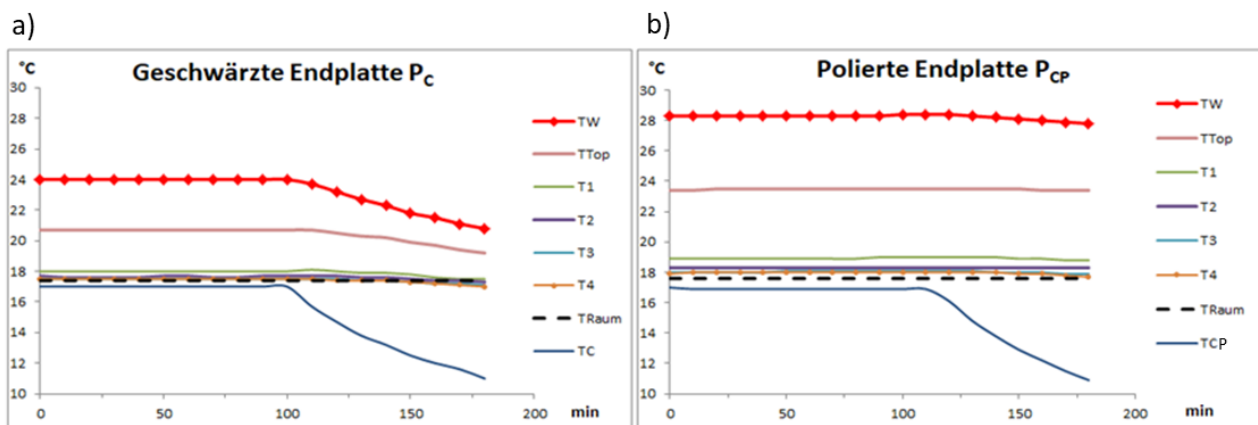 a)
Geschwärzte Endplatte PC
°C
30
28
26
24
22
20
18
16
14
12
10
0
50
100
150
200
min
TW
TTop
T1
T2
T3
T4
TRaum
TC
b)
Polierte Endplatte PCP
°C
30
28
26
24
22
20
18
16
14
12
10
0
50
100
150
200
min
TW
TTop
T1
T2
T3
T4
TRaum
TCP